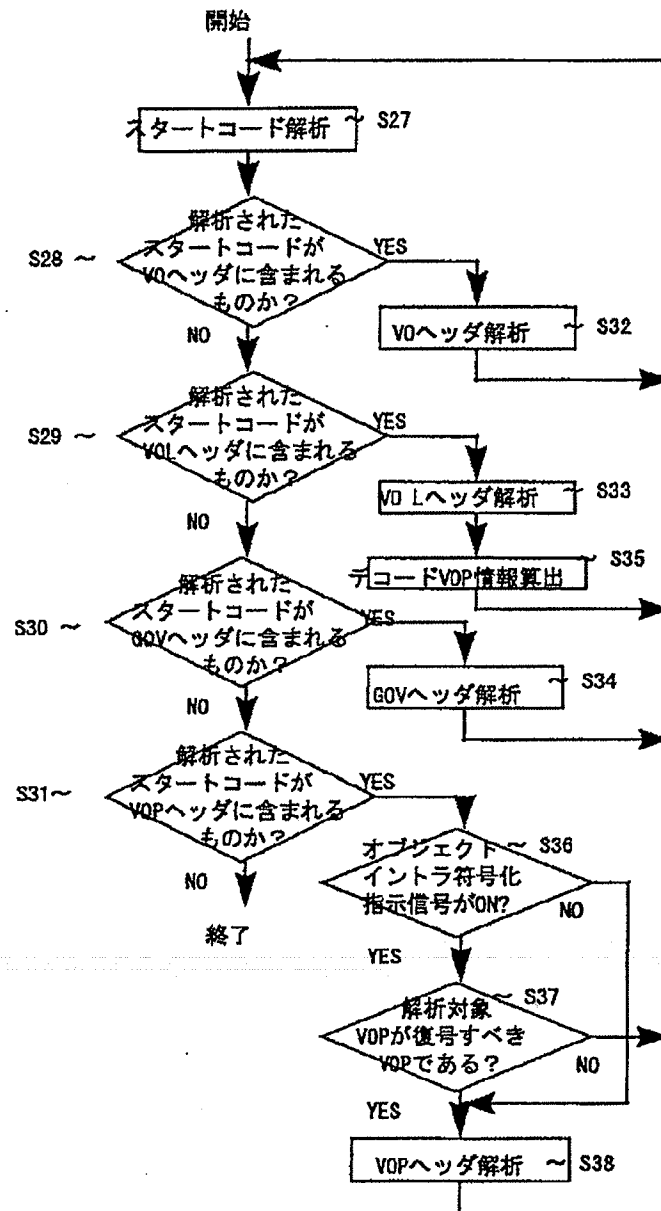 開始
スタートコード解析 ～ S27
解析された
スタートコードが
VOヘッダに含まれる
ものか？
S28 ～
YES
NO
VOヘッダ解析 ～ S32
解析された
スタートコードが
VOLヘッダに含まれる
ものか？
S29 ～
YES
NO
VO Lヘッダ解析 ～ S33
デコードVOP情報算出 ～ S35
解析された
スタートコードが
GOVヘッダに含まれる
ものか？
S30 ～
YES
NO
GOVヘッダ解析 ～ S34
解析された
スタートコードが
VOPヘッダに含まれる
ものか？
S31～
YES
NO
終了
オブジェクト ～ S36
イントラ符号化
指示信号がON?
NO
YES
解析対象 ～ S37
VOPが復号すべき
VOPである？
NO
YES
VOPヘッダ解析 ～ S38